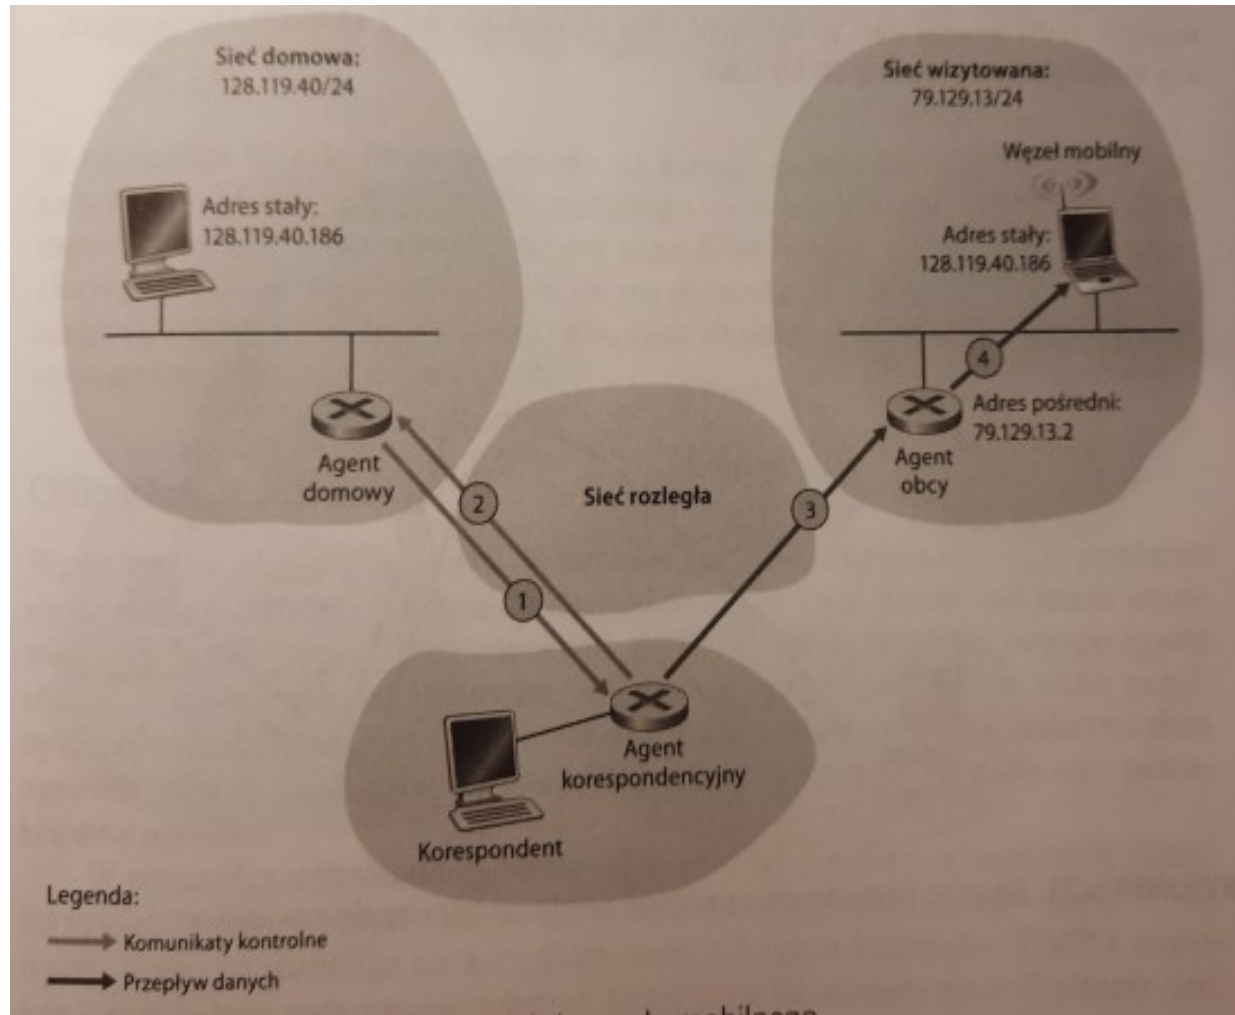 Sieć domowa:
128.119.40/24
Sieć wizytowana:
79.129.13/24
Węzeł mobilny
Adres stały:
128.119.40.186
Adres stały:
128.119.40.186
4
Adres pośredni:
79.129.13.2
Agent
domowy
Agent
obcy
2
Sieć rozległa
3
1
Agent
korespondencyjny
Korespondent
Legenda:
Komunikaty kontrolne
Przepływ danych
mobilnego